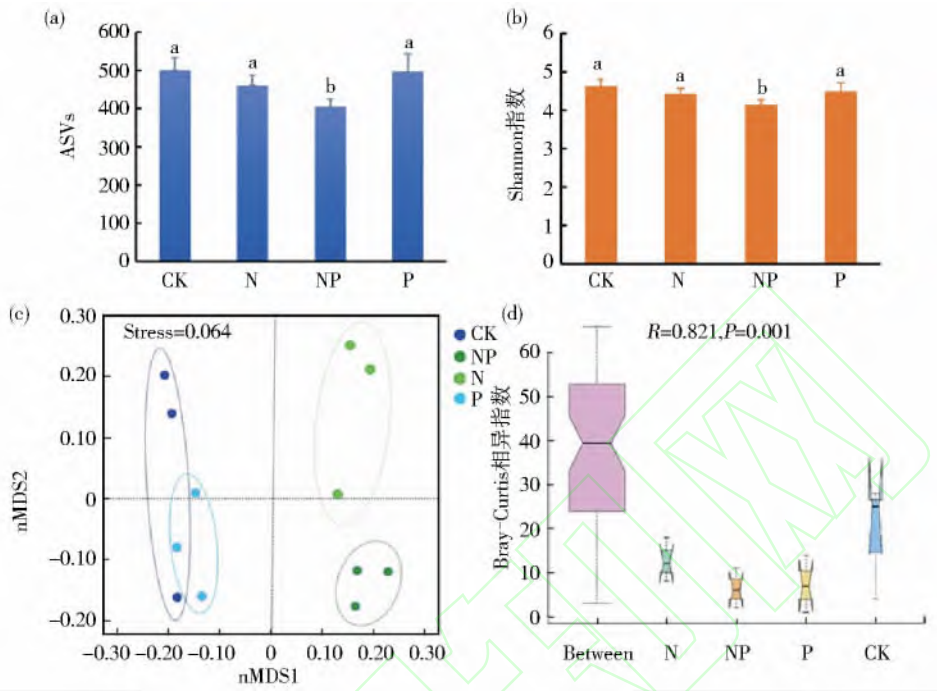 (a)
600
500
400
300
200
100
0
ASVs
a
a
b
a
CK N NP P
(b)
6
5
4
3
2
1
0
Shannon指数
a
a
b
a
CK N NP P
(c)
0.30
0.20
0.10
0
−0.10
−0.20
nMDS2
Stress=0.064
CK
NP
N
P
−0.30 −0.20 −0.10 0 0.10 0.20 0.30
nMDS1
(d)
R=0.821,P=0.001
60
50
40
30
20
10
0
Bray-Curtis相异指数
Between N NP P CK